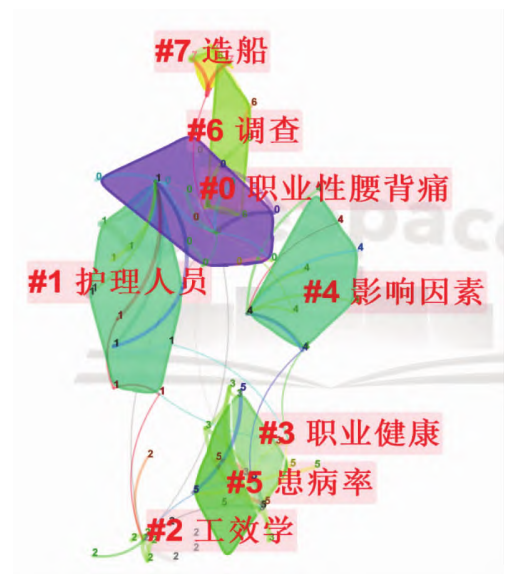 #7 造船
6
#6 调查
#0 职业性腰背痛
#1 护理人员
#4 影响因素
#3 职业健康
#5 患病率
#2 工效学